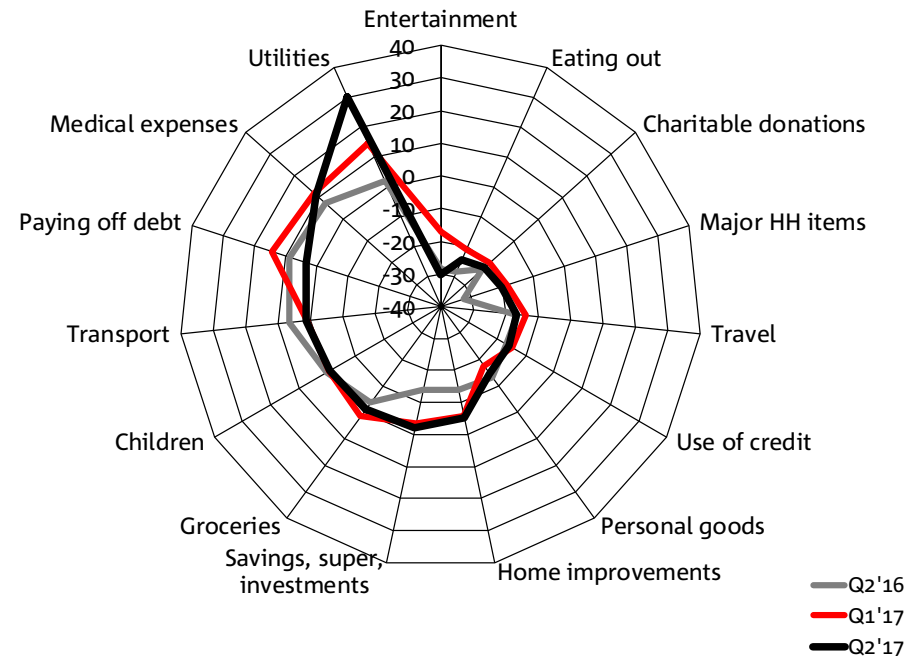 Entertainment
Utilities
Eating out
Medical expenses
Charitable donations
Paying off debt
Major HH items
Transport
Travel
Children
Use of credit
Groceries
Personal goods
Savings, super,
investments
Home improvements
40
30
20
10
0
-10
-20
-30
-40
Q2'16
Q1'17
Q2'17